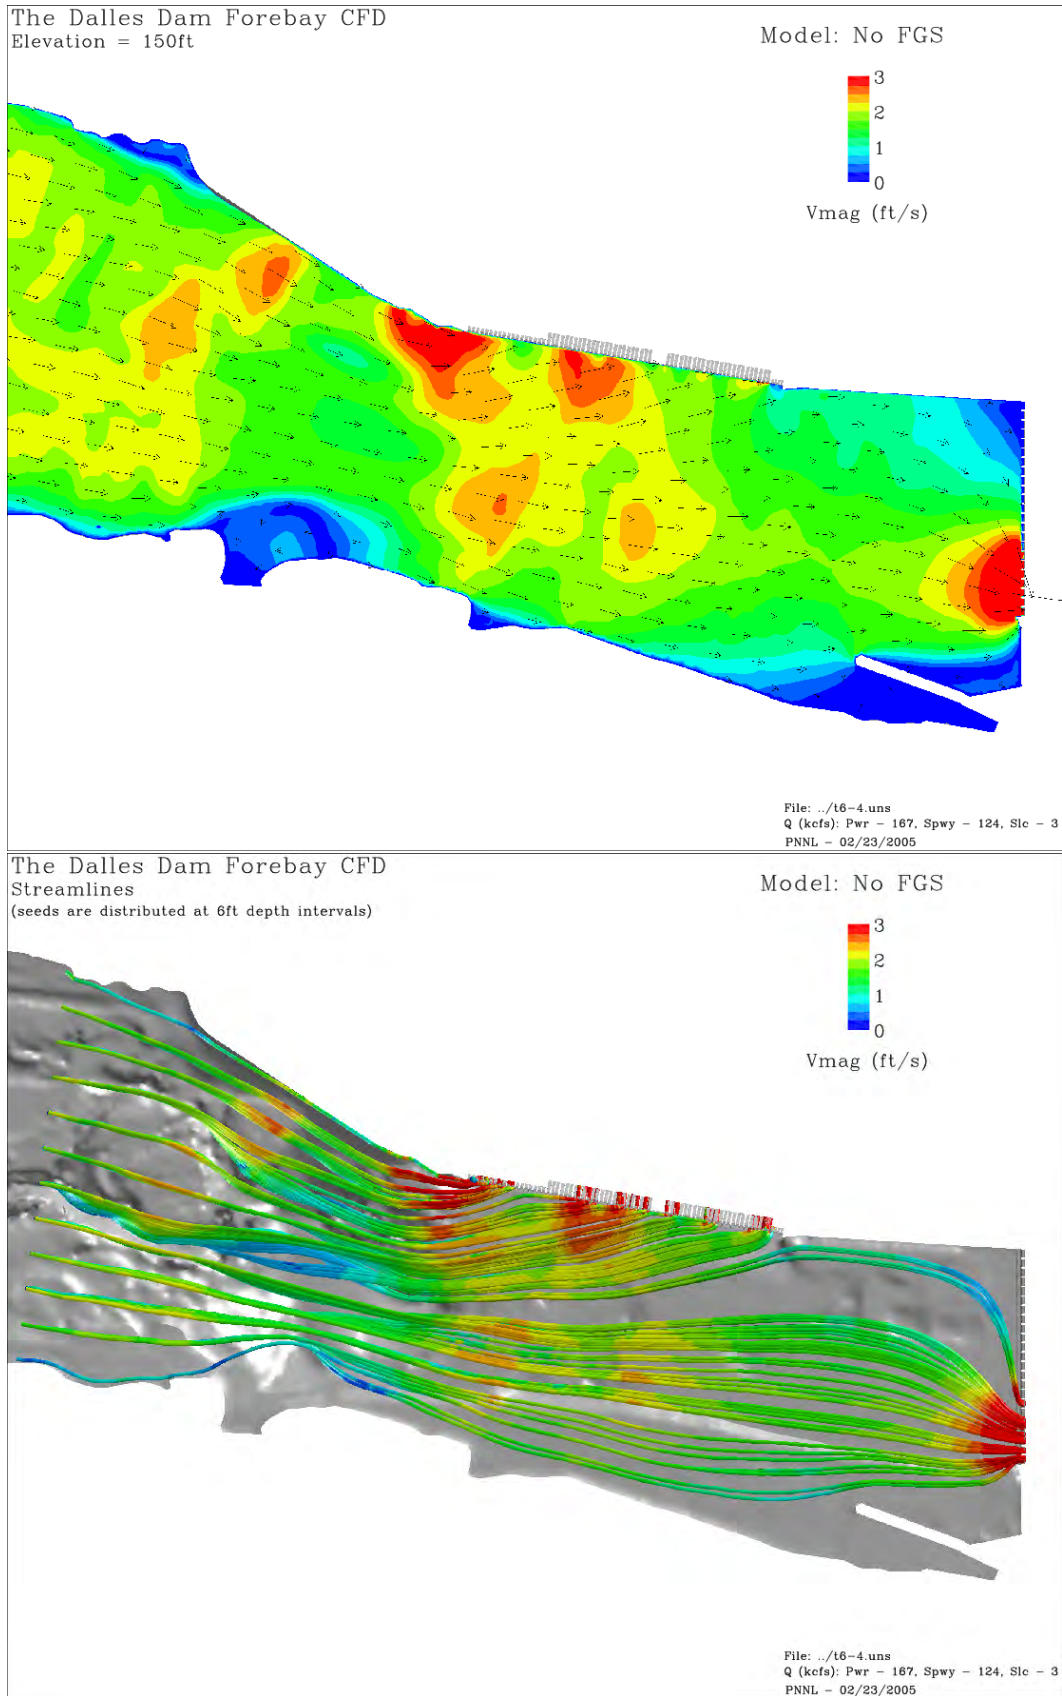 The Dalles Dam Forebay CFD
Elevation = 150ft
Model: No FGS
3
2
1
0
Vmag (ft/s)
File: ../t6-4.uns
Q (kcfs): Pwr - 167, Spwy - 124, Slc - 3
PNNL - 02/23/2005
The Dalles Dam Forebay CFD
Streamlines
(seeds are distributed at 6ft depth intervals)
Model: No FGS
3
2
1
0
Vmag (ft/s)
File: ../t6-4.uns
Q (kcfs): Pwr - 167, Spwy - 124, Slc - 3
PNNL - 02/23/2005